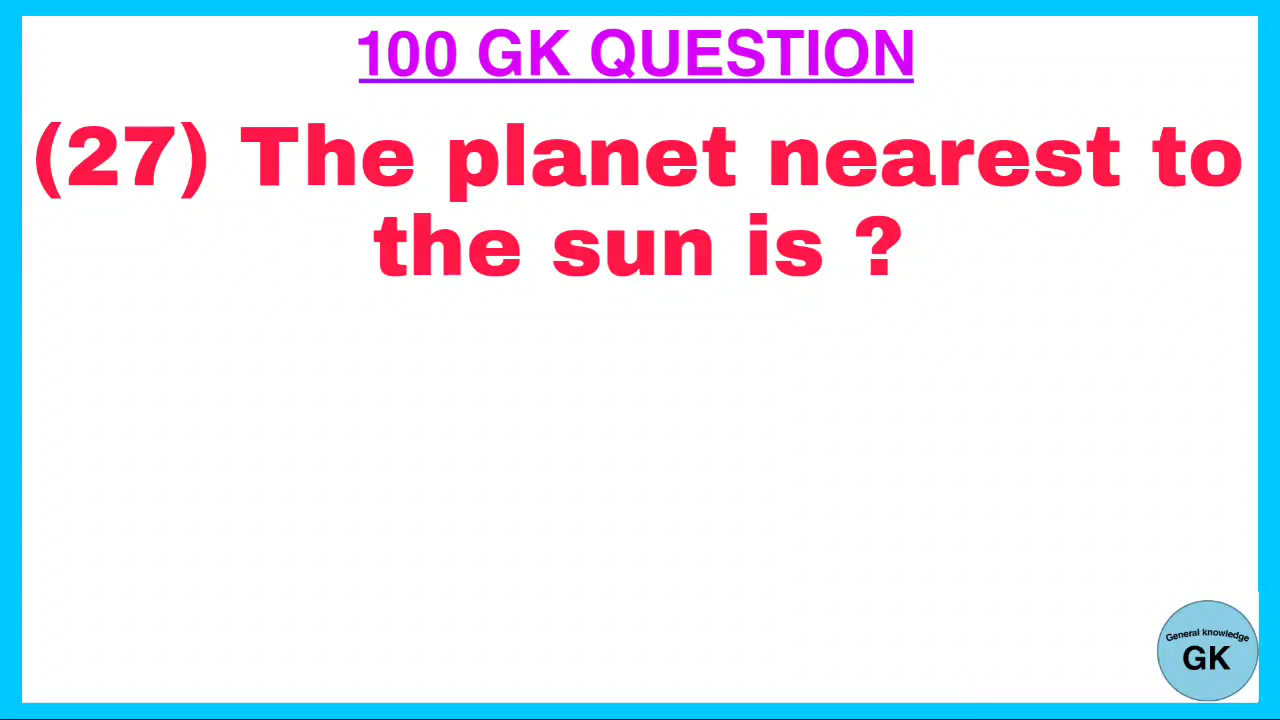 100 GK QUESTION
(27) The planet nearest to
the sun is ?
General knowledge
GK